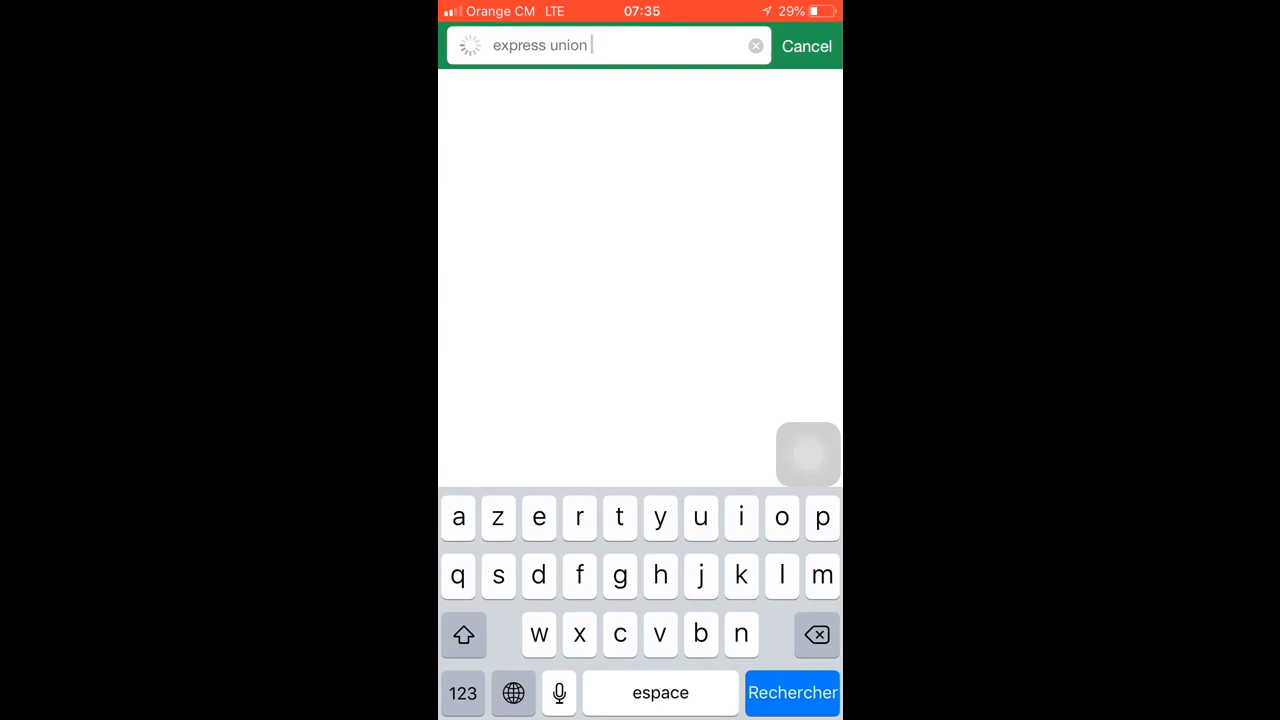 Orange CM LTE 07:35 29%
express union Cancel
a z e r t y u i o p
q s d f g h j k l m
w x c v b n
123 espace Rechercher